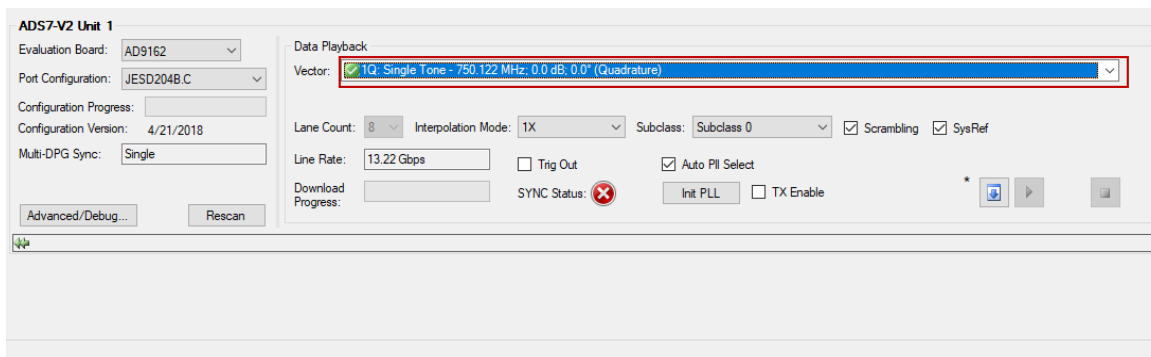 ADS7-V2 Unit 1
Evaluation Board: AD9162
Port Configuration: JESD204B.C
Configuration Progress:
Configuration Version: 4/21/2018
Multi-DPG Sync: Single
Advanced/Debug... Rescan
Data Playback
Vector: 1Q: Single Tone - 750.122 MHz; 0.0 dB; 0.0° (Quadrature)
Lane Count: 8 Interpolation Mode: 1X Subclass: Subclass 0 Scrambling SysRef
Line Rate: 13.22 Gbps Trig Out Auto Pll Select
Download
Progress:
SYNC Status: Init PLL TX Enable *